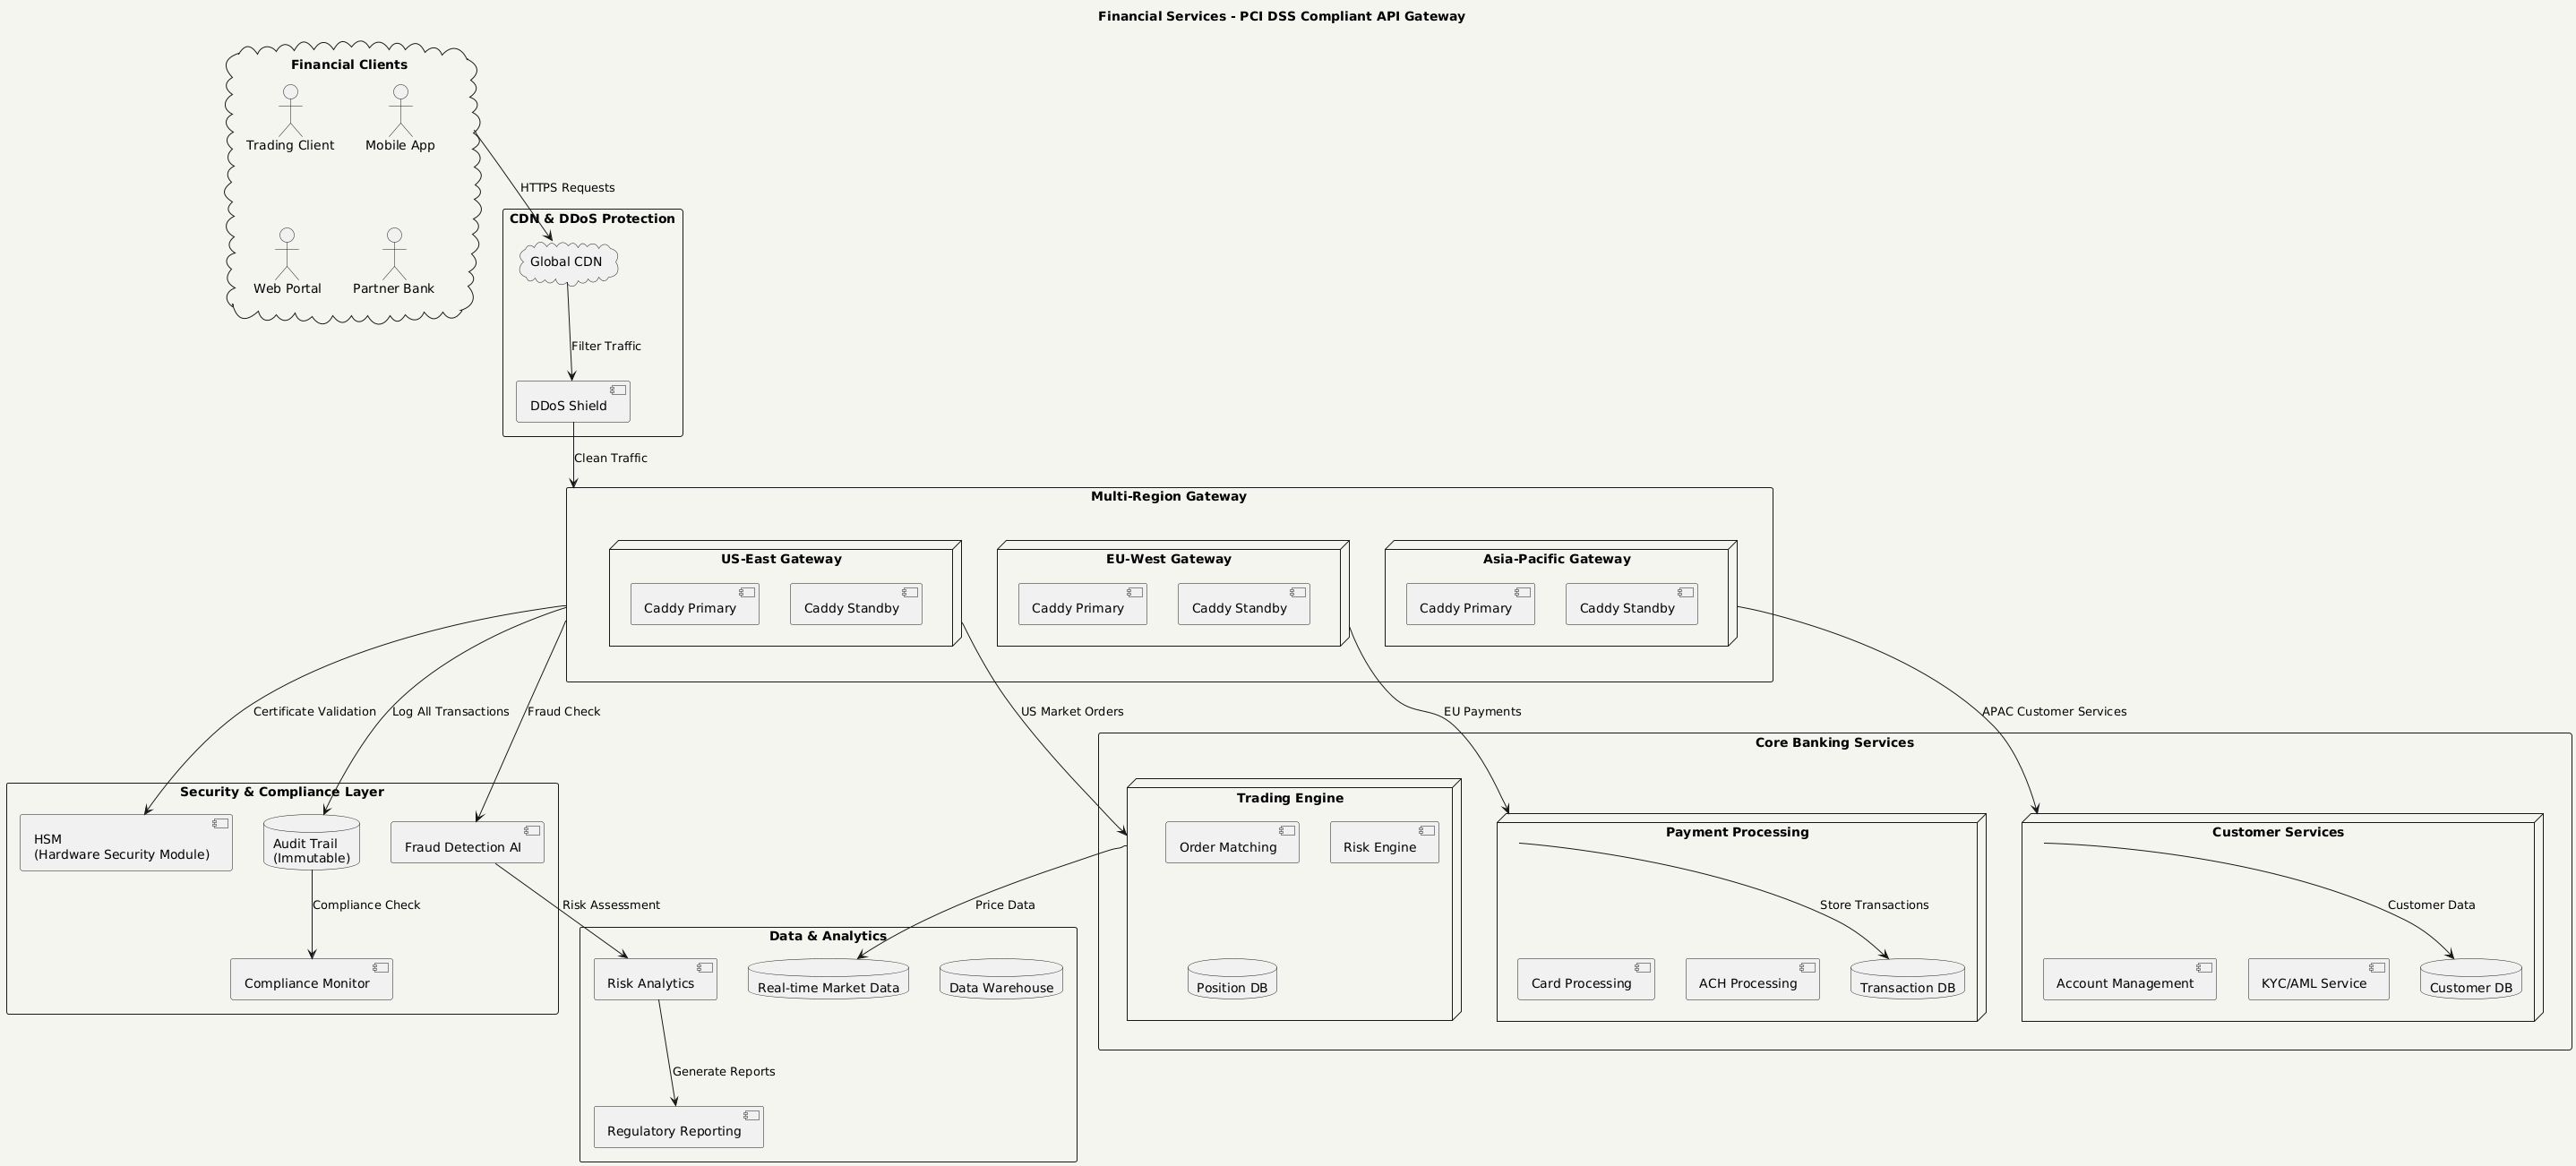 Financial Services - PCI DSS Compliant API Gateway
Financial Clients
Trading Client
Mobile App
Web Portal
Partner Bank
HTTPS Requests
CDN & DDoS Protection
Global CDN
Filter Traffic
DDoS Shield
Clean Traffic
Multi-Region Gateway
US-East Gateway
Caddy Primary
Caddy Standby
EU-West Gateway
Caddy Primary
Caddy Standby
Asia-Pacific Gateway
Caddy Primary
Caddy Standby
Certificate Validation
Log All Transactions
Fraud Check
US Market Orders
EU Payments
APAC Customer Services
Security & Compliance Layer
HSM
(Hardware Security Module)
Audit Trail
(Immutable)
Fraud Detection AI
Compliance Check
Compliance Monitor
Risk Assessment
Data & Analytics
Risk Analytics
Real-time Market Data
Data Warehouse
Generate Reports
Regulatory Reporting
Price Data
Core Banking Services
Trading Engine
Order Matching
Risk Engine
Position DB
Payment Processing
Store Transactions
Card Processing
ACH Processing
Transaction DB
Customer Services
Customer Data
Account Management
KYC/AML Service
Customer DB